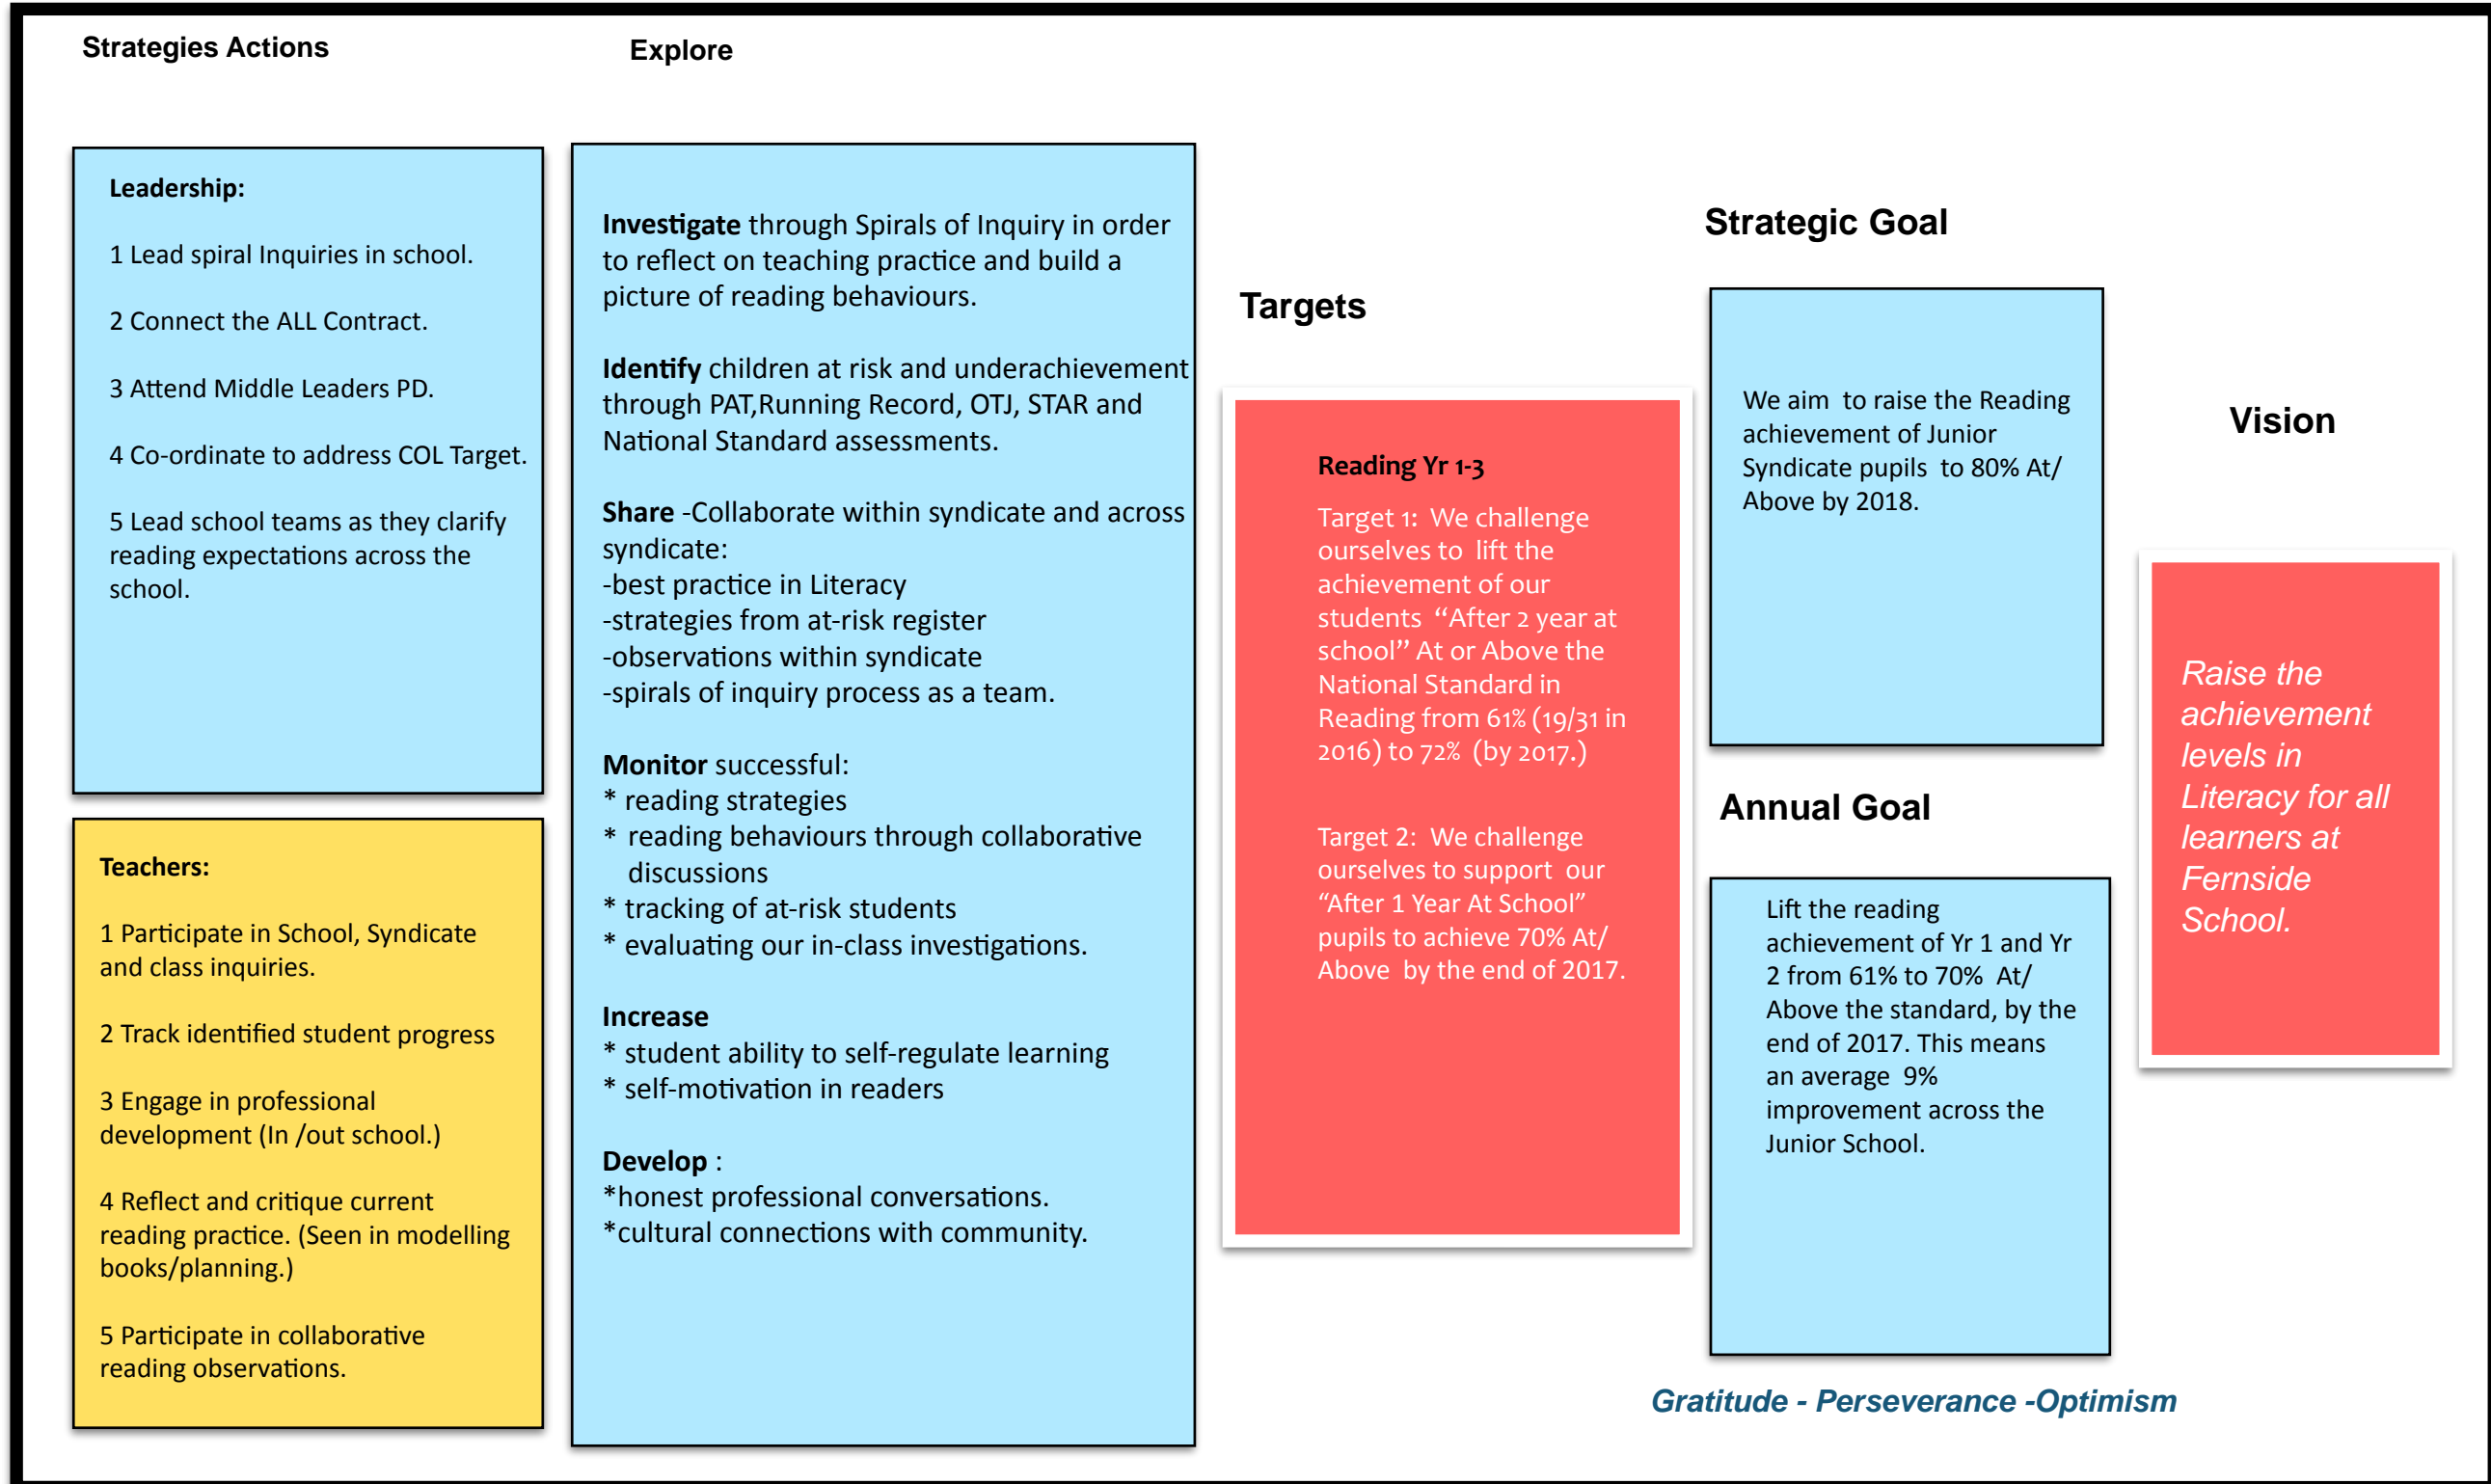 Strategies Actions
Explore
Leadership:
1 Lead spiral Inquiries in school.
2 Connect the ALL Contract.
3 Attend Middle Leaders PD.
4 Co-ordinate to address COL Target.
5 Lead school teams as they clarify
reading expectations across the
school.
Teachers:
1 Participate in School, Syndicate
and class inquiries.
2 Track identified student progress
3 Engage in professional
development (In /out school.)
4 Reflect and critique current
reading practice. (Seen in modelling
books/planning.)
5 Participate in collaborative
reading observations.
Investigate through Spirals of Inquiry in order
to reflect on teaching practice and build a
picture of reading behaviours.
Identify children at risk and underachievement
through PAT,Running Record, OTJ, STAR and
National Standard assessments.
Share -Collaborate within syndicate and across
syndicate:
-best practice in Literacy
-strategies from at-risk register
-observations within syndicate
-spirals of inquiry process as a team.
Monitor successful:
* reading strategies
* reading behaviours through collaborative
discussions
* tracking of at-risk students
* evaluating our in-class investigations.
Increase
* student ability to self-regulate learning
* self-motivation in readers
Develop :
*honest professional conversations.
*cultural connections with community.
Targets
Reading Yr 1-3
Target 1: We challenge
ourselves to lift the
achievement of our
students “After 2 year at
school” At or Above the
National Standard in
Reading from 61% (19/31 in
2016) to 72% (by 2017.)
Target 2: We challenge
ourselves to support our
“After 1 Year At School”
pupils to achieve 70% At/
Above by the end of 2017.
Strategic Goal
We aim to raise the Reading
achievement of Junior
Syndicate pupils to 80% At/
Above by 2018.
Annual Goal
Lift the reading
achievement of Yr 1 and Yr
2 from 61% to 70% At/
Above the standard, by the
end of 2017. This means
an average 9%
improvement across the
Junior School.
Vision
Raise the
achievement
levels in
Literacy for all
learners at
Fernside
School.
Gratitude - Perseverance -Optimism